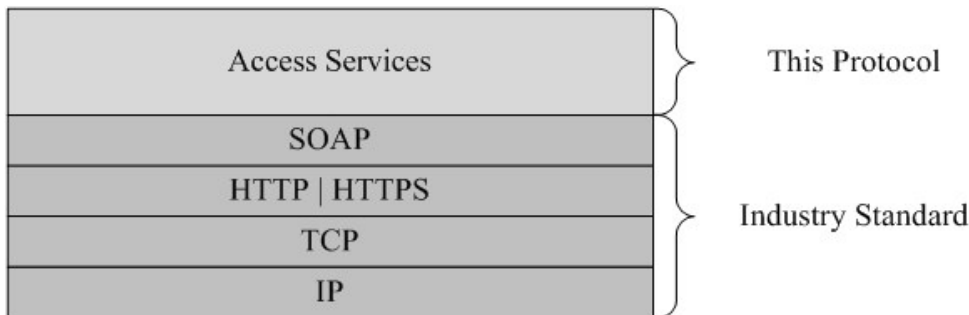 Access Services
This Protocol
SOAP
HTTP | HTTPS
TCP
IP
Industry Standard